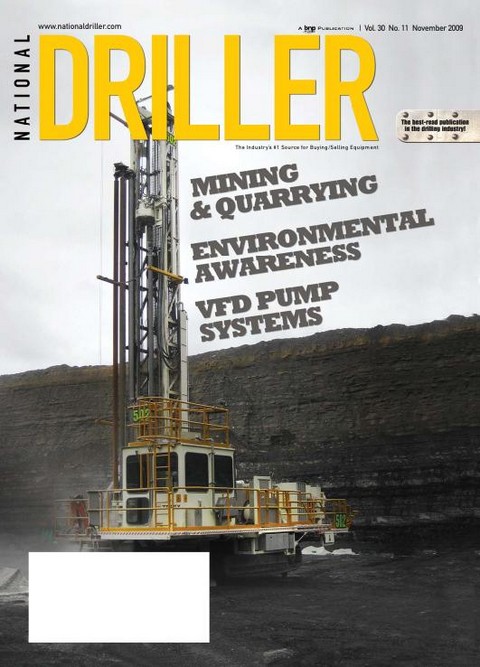 www.nationaldriller.com
A bnp PUBLICATION | Vol. 30 No. 11 November 2009
NATIONAL
DRILLER
The best-read publication
in the drilling industry!
The Industry's #1 Source for Buying/Selling Equipment
MINING
& QUARRYING
ENVIRONMENTAL
AWARENESS
VFD PUMP
SYSTEMS
502
502